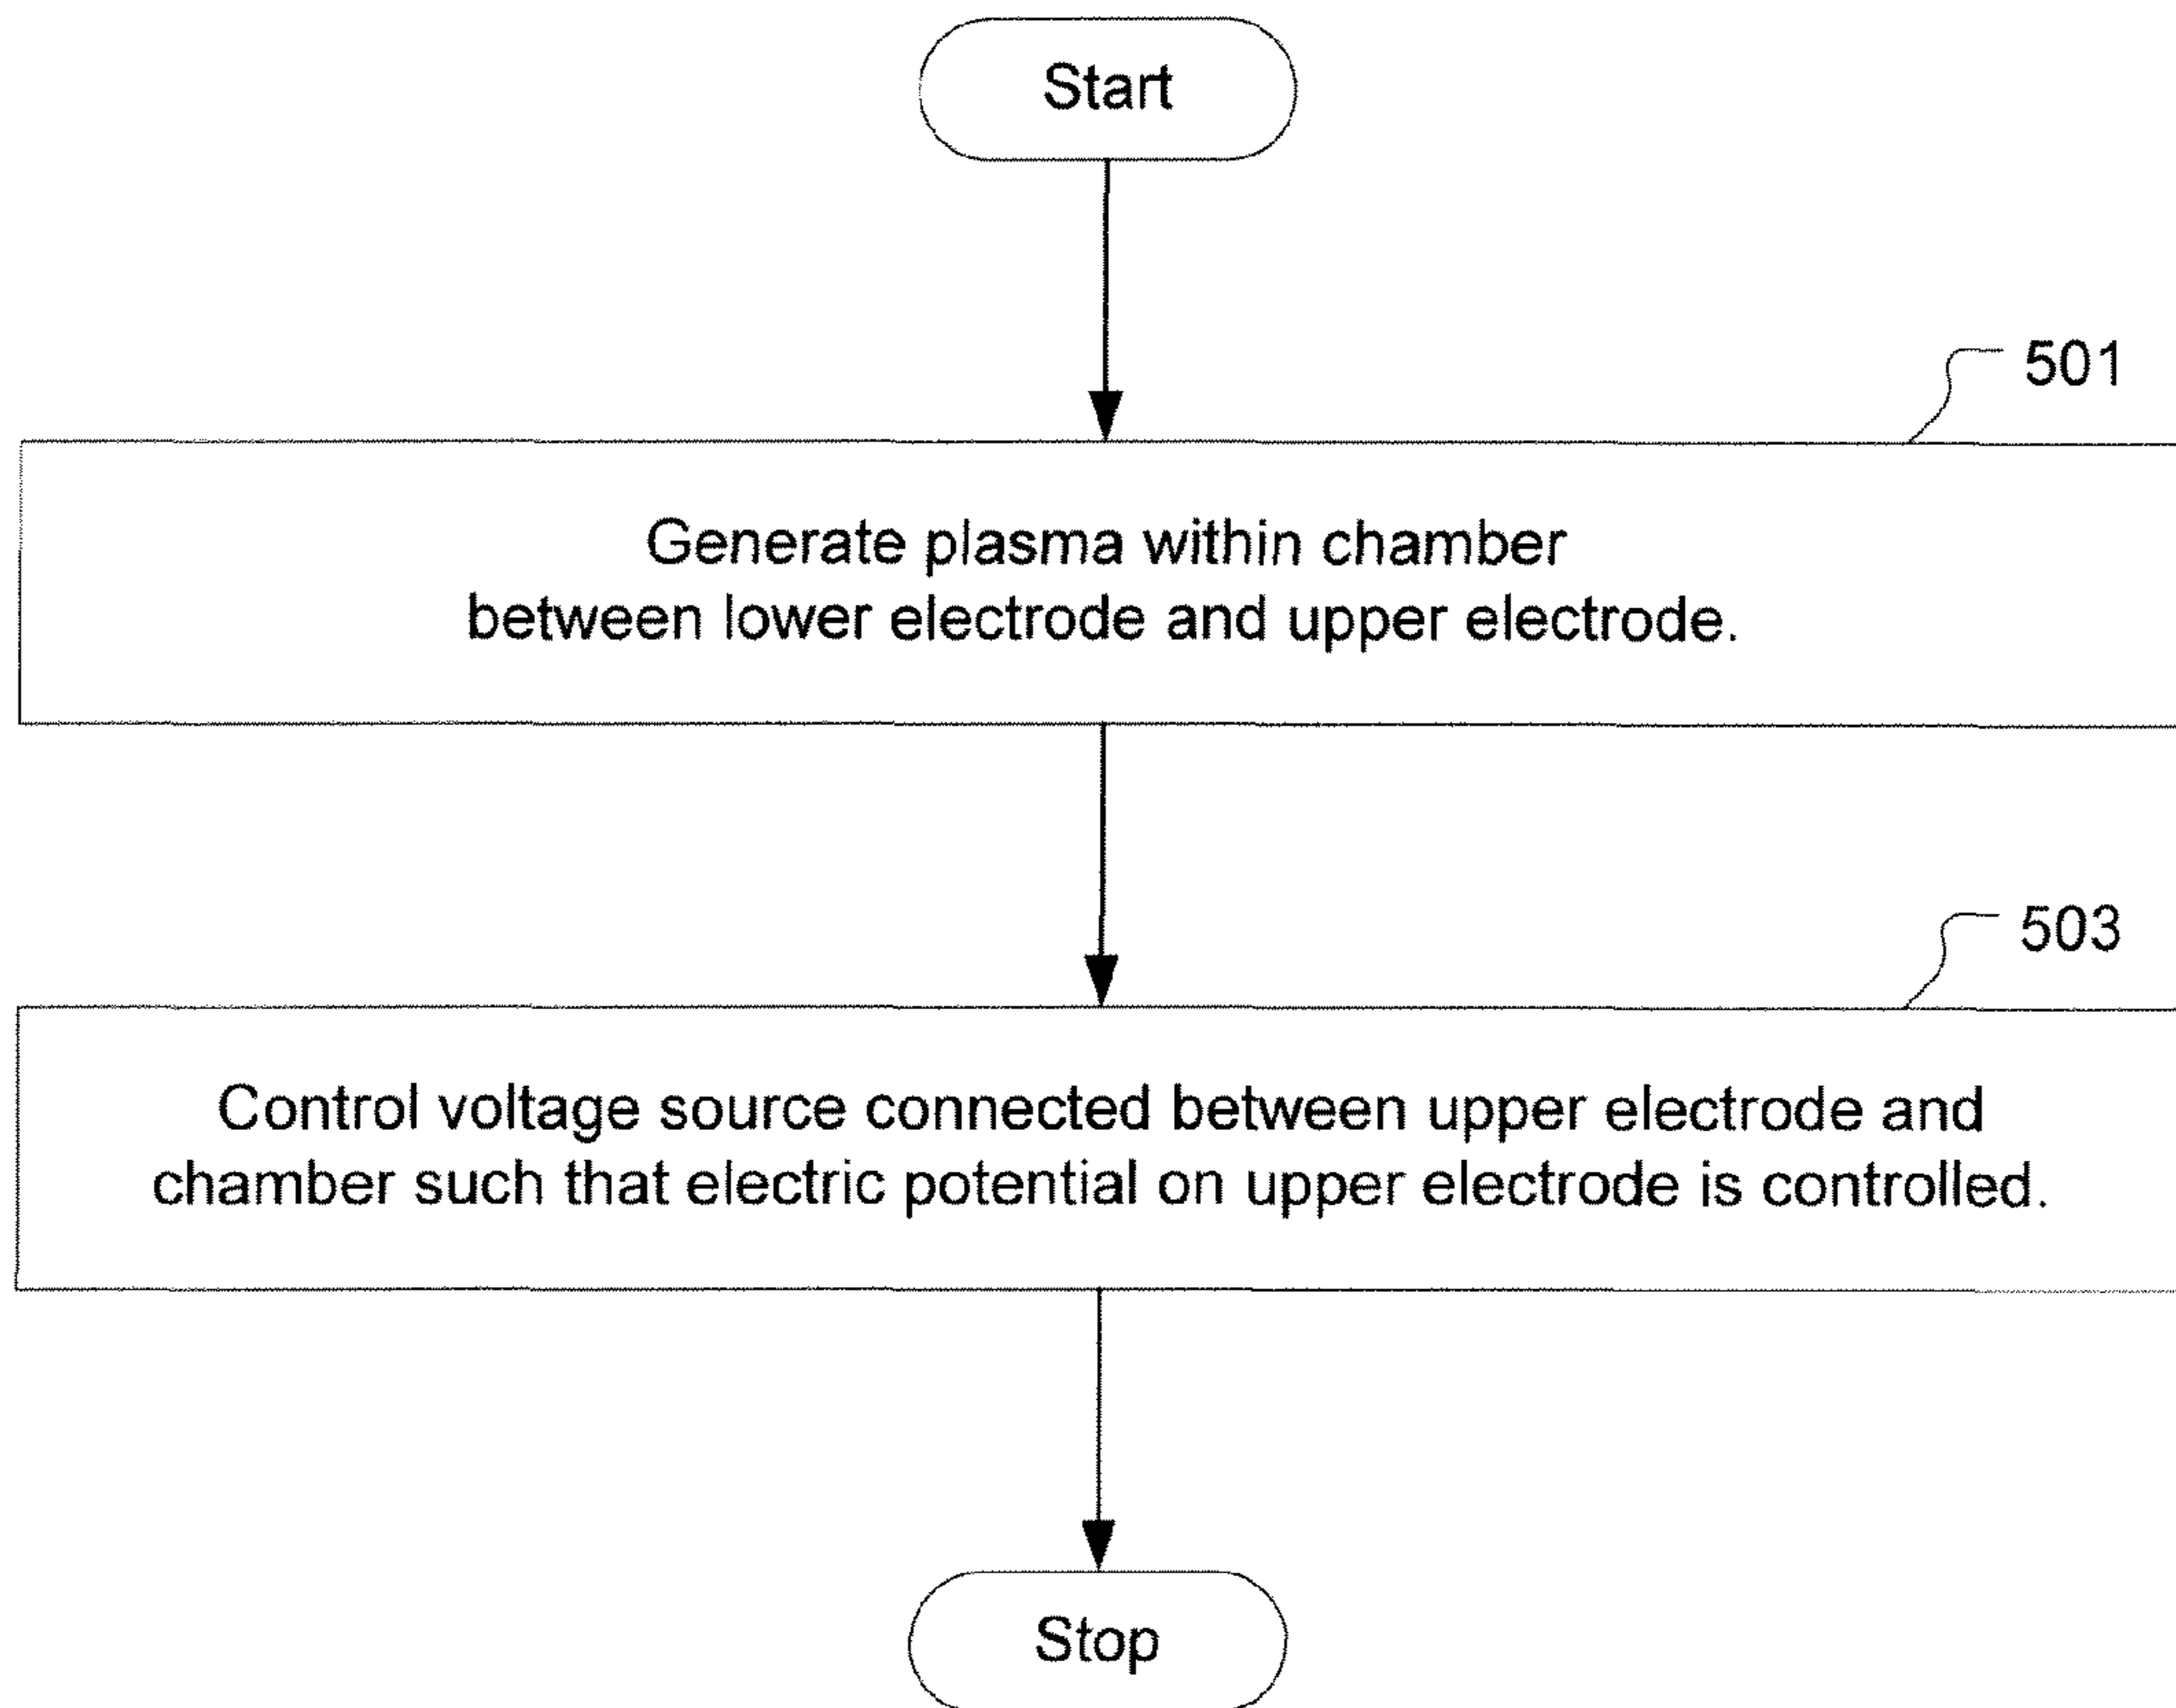 Start
501
Generate plasma within chamber
between lower electrode and upper electrode.
503
Control voltage source connected between upper electrode and
chamber such that electric potential on upper electrode is controlled.
Stop